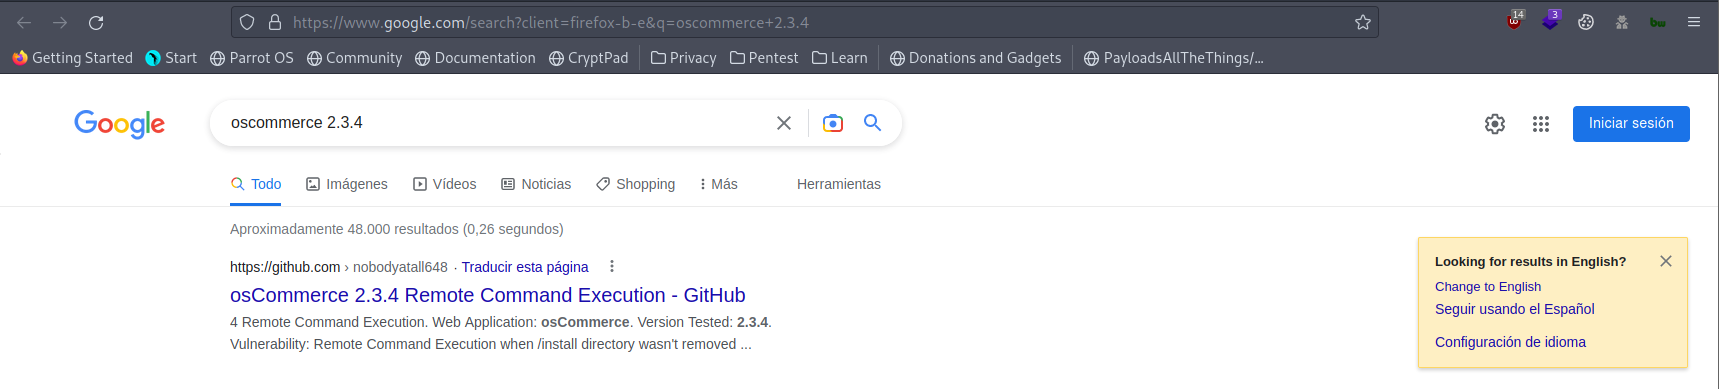 https://www.google.com/search?client=firefox-b-e&q=oscommerce+2.3.4
14
3
Getting Started
Start
Parrot OS
Community
Documentation
CryptPad
Privacy
Pentest
Learn
Donations and Gadgets
PayloadsAllTheThings/...
Google
oscommerce 2.3.4
Iniciar sesión
Todo
Imágenes
Vídeos
Noticias
Shopping
Más
Herramientas
Aproximadamente 48.000 resultados (0,26 segundos)
https://github.com › nobodyatall648 · Traducir esta página
osCommerce 2.3.4 Remote Command Execution - GitHub
4 Remote Command Execution. Web Application: osCommerce. Version Tested: 2.3.4.
Vulnerability: Remote Command Execution when /install directory wasn't removed ...
Looking for results in English?
Change to English
Seguir usando el Español
Configuración de idioma